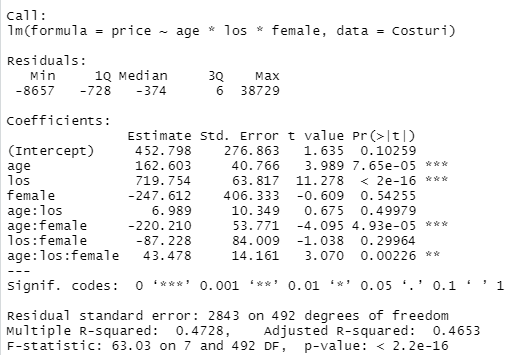 Call:
lm(formula = price ~ age * los * female, data = Costuri)
Residuals:
Min 1Q Median 3Q Max
-8657 -728 -374 6 38729
Coefficients:
Estimate Std. Error t value Pr(>|t|)
(Intercept) 452.798 276.863 1.635 0.10259
age 162.603 40.766 3.989 7.65e-05 ***
los 719.754 63.817 11.278 < 2e-16 ***
female -247.612 406.333 -0.609 0.54255
age:los 6.989 10.349 0.675 0.49979
age:female -220.210 53.771 -4.095 4.93e-05 ***
los:female -87.228 84.009 -1.038 0.29964
age:los:female 43.478 14.161 3.070 0.00226 **
---
Signif. codes: 0 ‘***’ 0.001 ‘**’ 0.01 ‘*’ 0.05 ‘.’ 0.1 ‘ ’ 1
Residual standard error: 2843 on 492 degrees of freedom
Multiple R-squared: 0.4728, Adjusted R-squared: 0.4653
F-statistic: 63.03 on 7 and 492 DF, p-value: < 2.2e-16